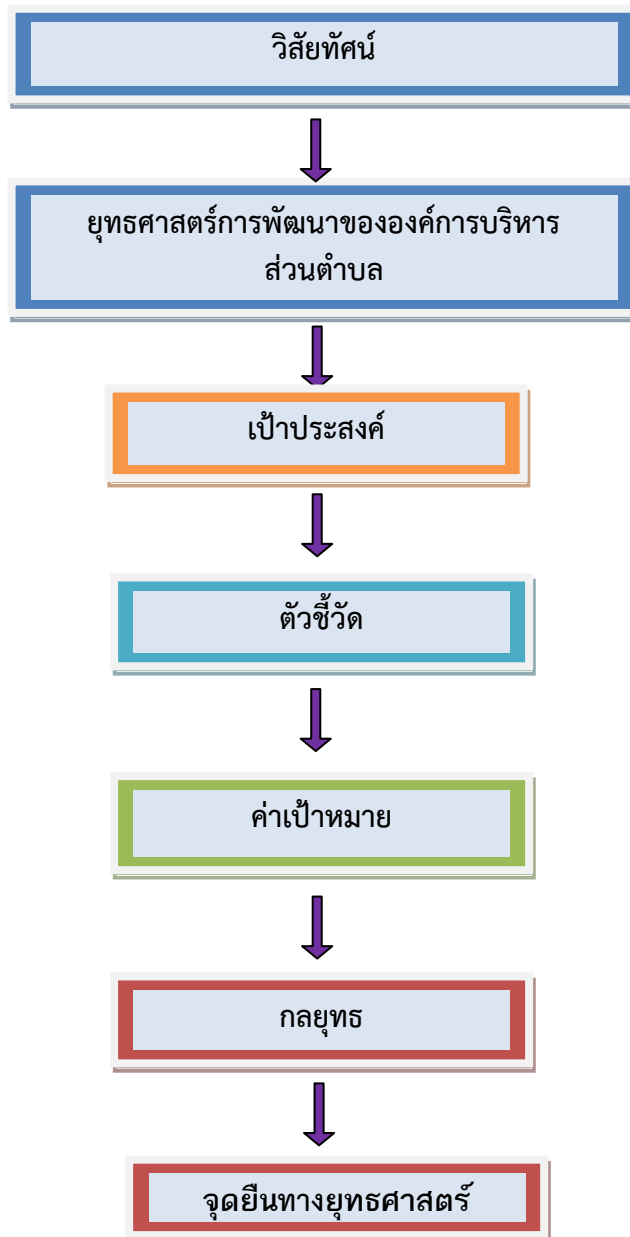 วิสัยทัศน์
ยุทธศาสตร์การพัฒนาขององค์การบริหาร
ส่วนตำบล
เป้าประสงค์
ตัวชี้วัด
ค่าเป้าหมาย
กลยุทธ
จุดยืนทางยุทธศาสตร์